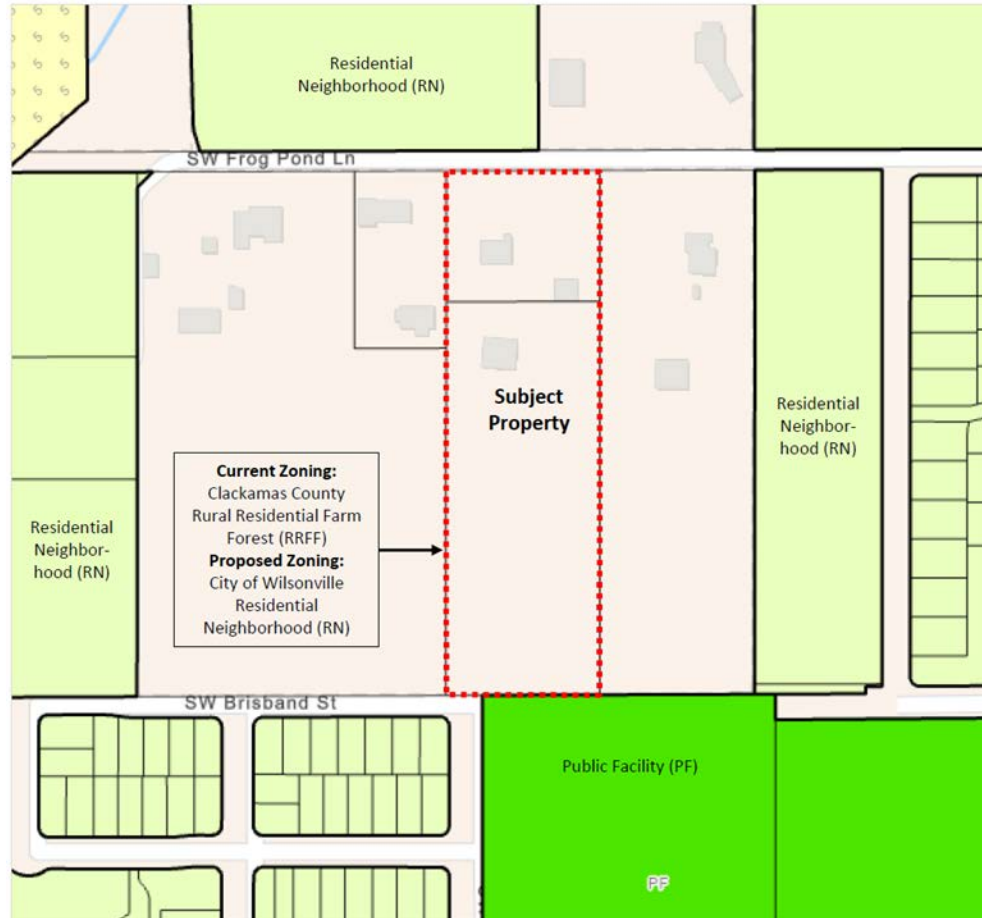 Residential
Neighborhood (RN)
SW Frog Pond Ln
Subject
Property
Residential
Neighbor-
hood (RN)
Current Zoning:
Clackamas County
Rural Residential Farm
Forest (RRFF)
Proposed Zoning:
City of Wilsonville
Residential
Neighborhood (RN)
Residential
Neighbor-
hood (RN)
SW Brisband St
Public Facility (PF)
PF